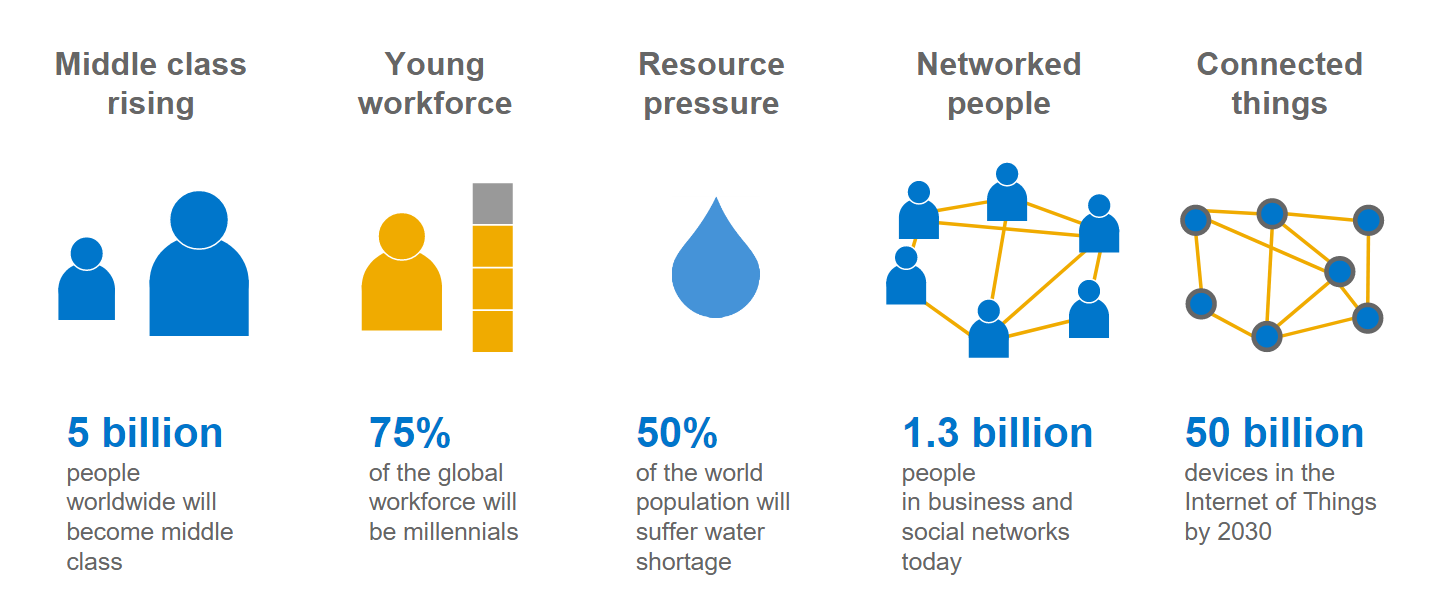 Middle class
rising
Young
workforce
Resource
pressure
Networked
people
Connected
things
5 billion
people
worldwide will
become middle
class
75%
of the global
workforce will
be millennials
50%
of the world
population will
suffer water
shortage
1.3 billion
people
in business and
social networks
today
50 billion
devices in the
Internet of Things
by 2030